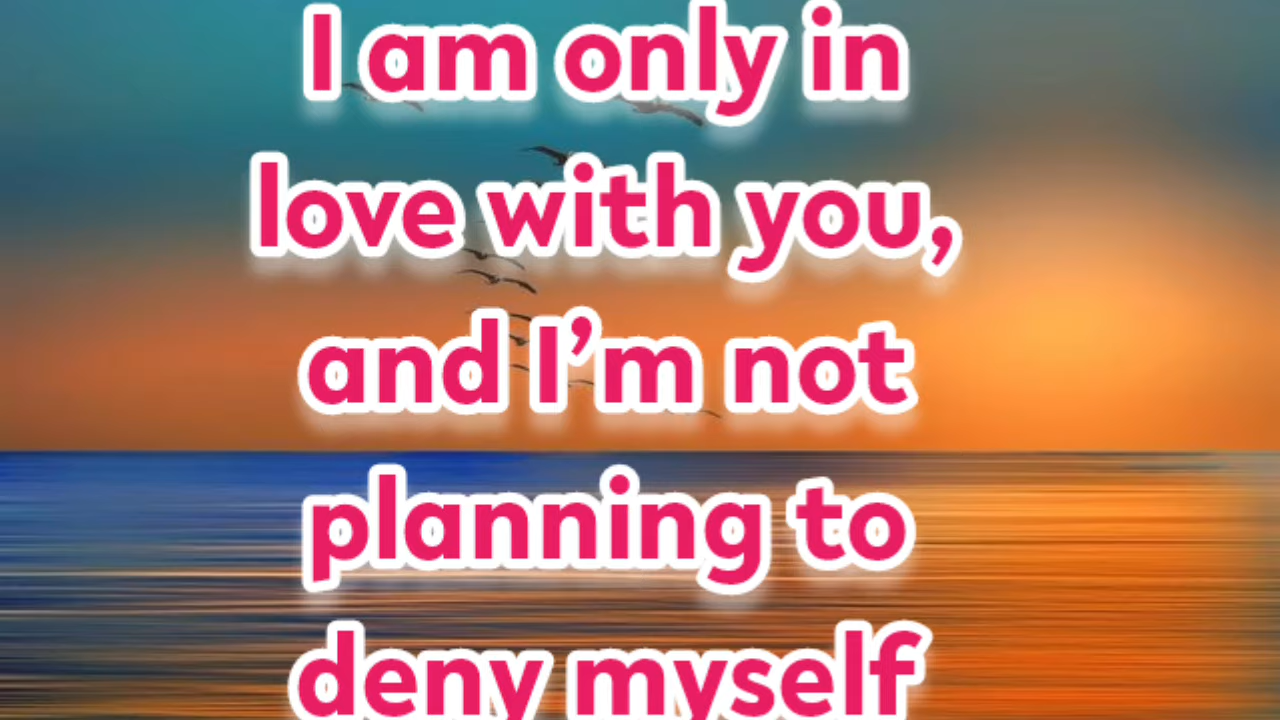 I am only in
love with you,
and I’m not
planning to
deny myself